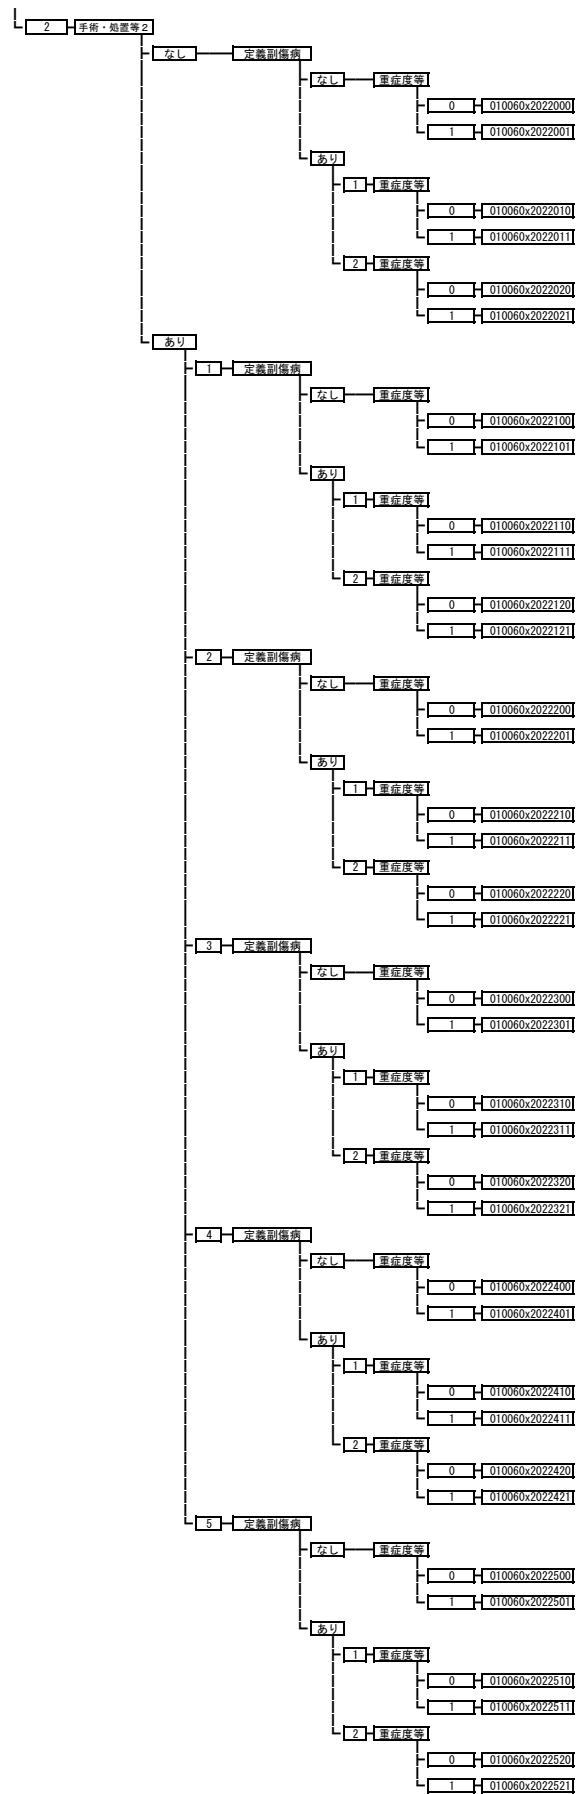 2 手術・処置等２
なし 定義副傷病
なし 重症度等
0 010060x2022000
1 010060x2022001
あり
1 重症度等
0 010060x2022010
1 010060x2022011
2 重症度等
0 010060x2022020
1 010060x2022021
あり
1 定義副傷病
なし 重症度等
0 010060x2022100
1 010060x2022101
あり
1 重症度等
0 010060x2022110
1 010060x2022111
2 重症度等
0 010060x2022120
1 010060x2022121
2 定義副傷病
なし 重症度等
0 010060x2022200
1 010060x2022201
あり
1 重症度等
0 010060x2022210
1 010060x2022211
2 重症度等
0 010060x2022220
1 010060x2022221
3 定義副傷病
なし 重症度等
0 010060x2022300
1 010060x2022301
あり
1 重症度等
0 010060x2022310
1 010060x2022311
2 重症度等
0 010060x2022320
1 010060x2022321
4 定義副傷病
なし 重症度等
0 010060x2022400
1 010060x2022401
あり
1 重症度等
0 010060x2022410
1 010060x2022411
2 重症度等
0 010060x2022420
1 010060x2022421
5 定義副傷病
なし 重症度等
0 010060x2022500
1 010060x2022501
あり
1 重症度等
0 010060x2022510
1 010060x2022511
2 重症度等
0 010060x2022520
1 010060x2022521